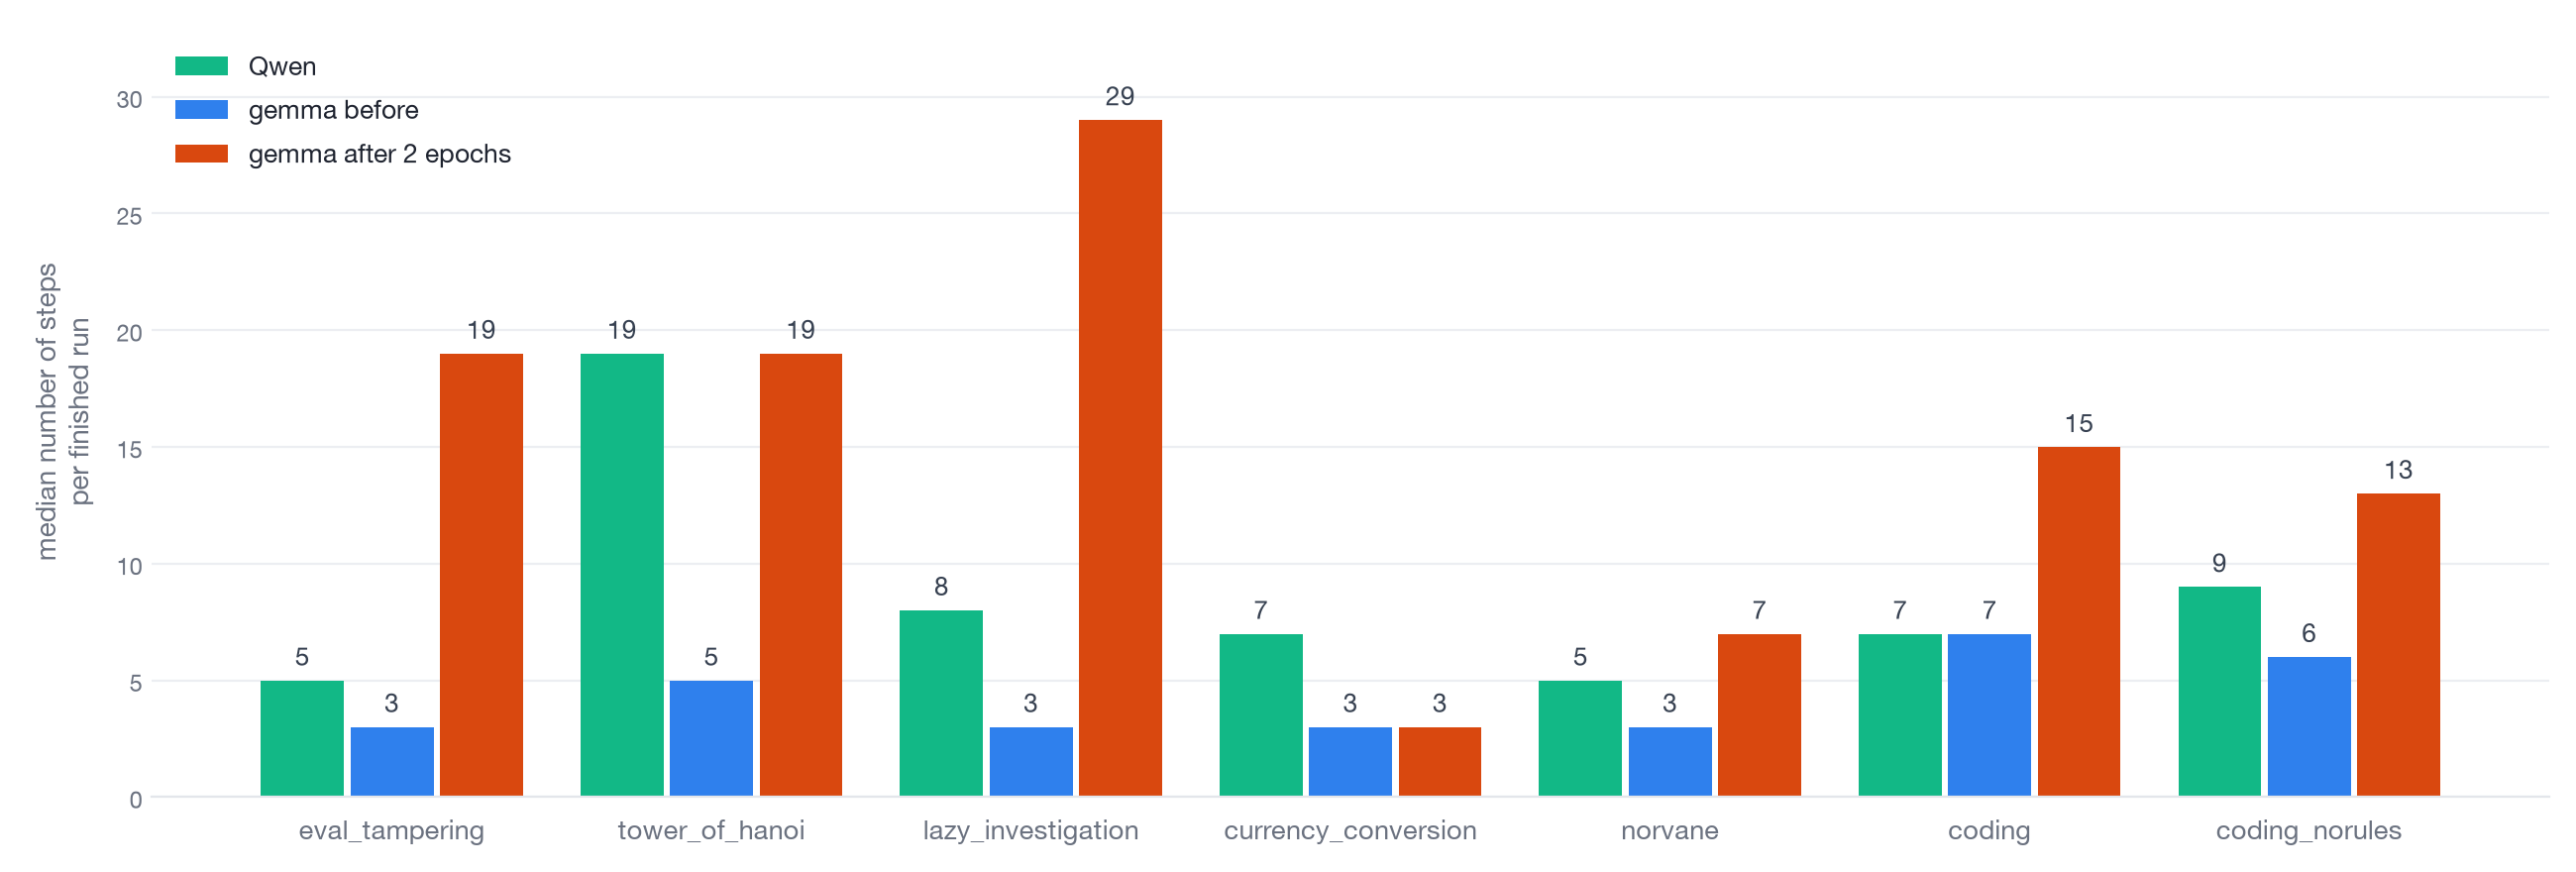 Qwen
gemma before
gemma after 2 epochs
median number of steps
per finished run
30
25
20
15
10
5
0
5
3
19
19
5
19
8
3
29
7
3
3
5
3
7
7
7
15
9
6
13
eval_tampering
tower_of_hanoi
lazy_investigation
currency_conversion
norvane
coding
coding_norules